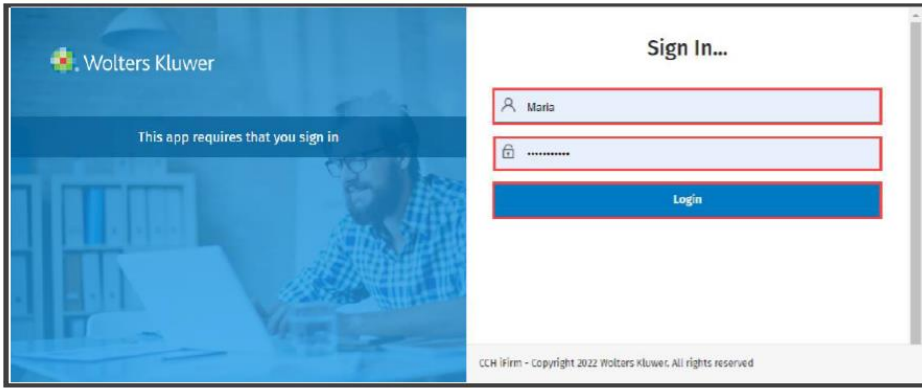 Wolters Kluwer
This app requires that you sign in
Sign In...
Maria
•••••••••••
Login
CCH iFirm - Copyright 2022 Wolters Kluwer. All rights reserved